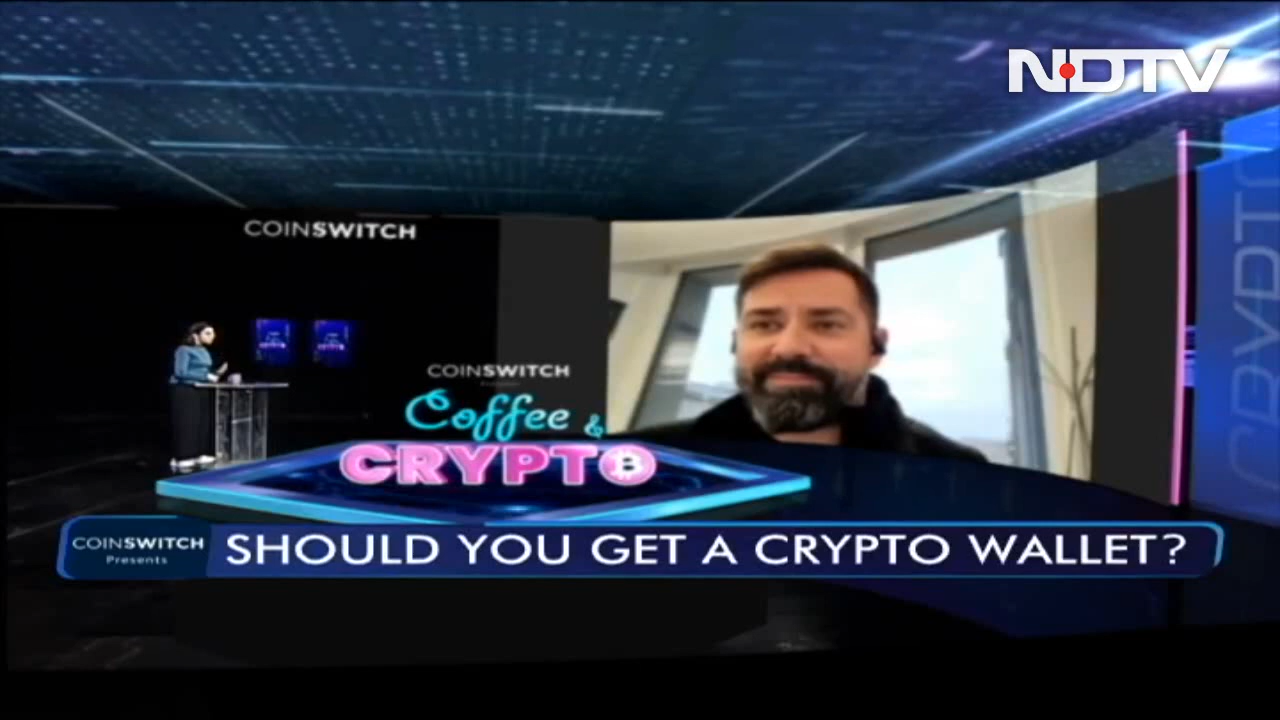 NDTV
COINSWITCH
COINSWITCH
Coffee &
CRYPTO
COINSWITCH
Presents
SHOULD YOU GET A CRYPTO WALLET?
CRYPTO